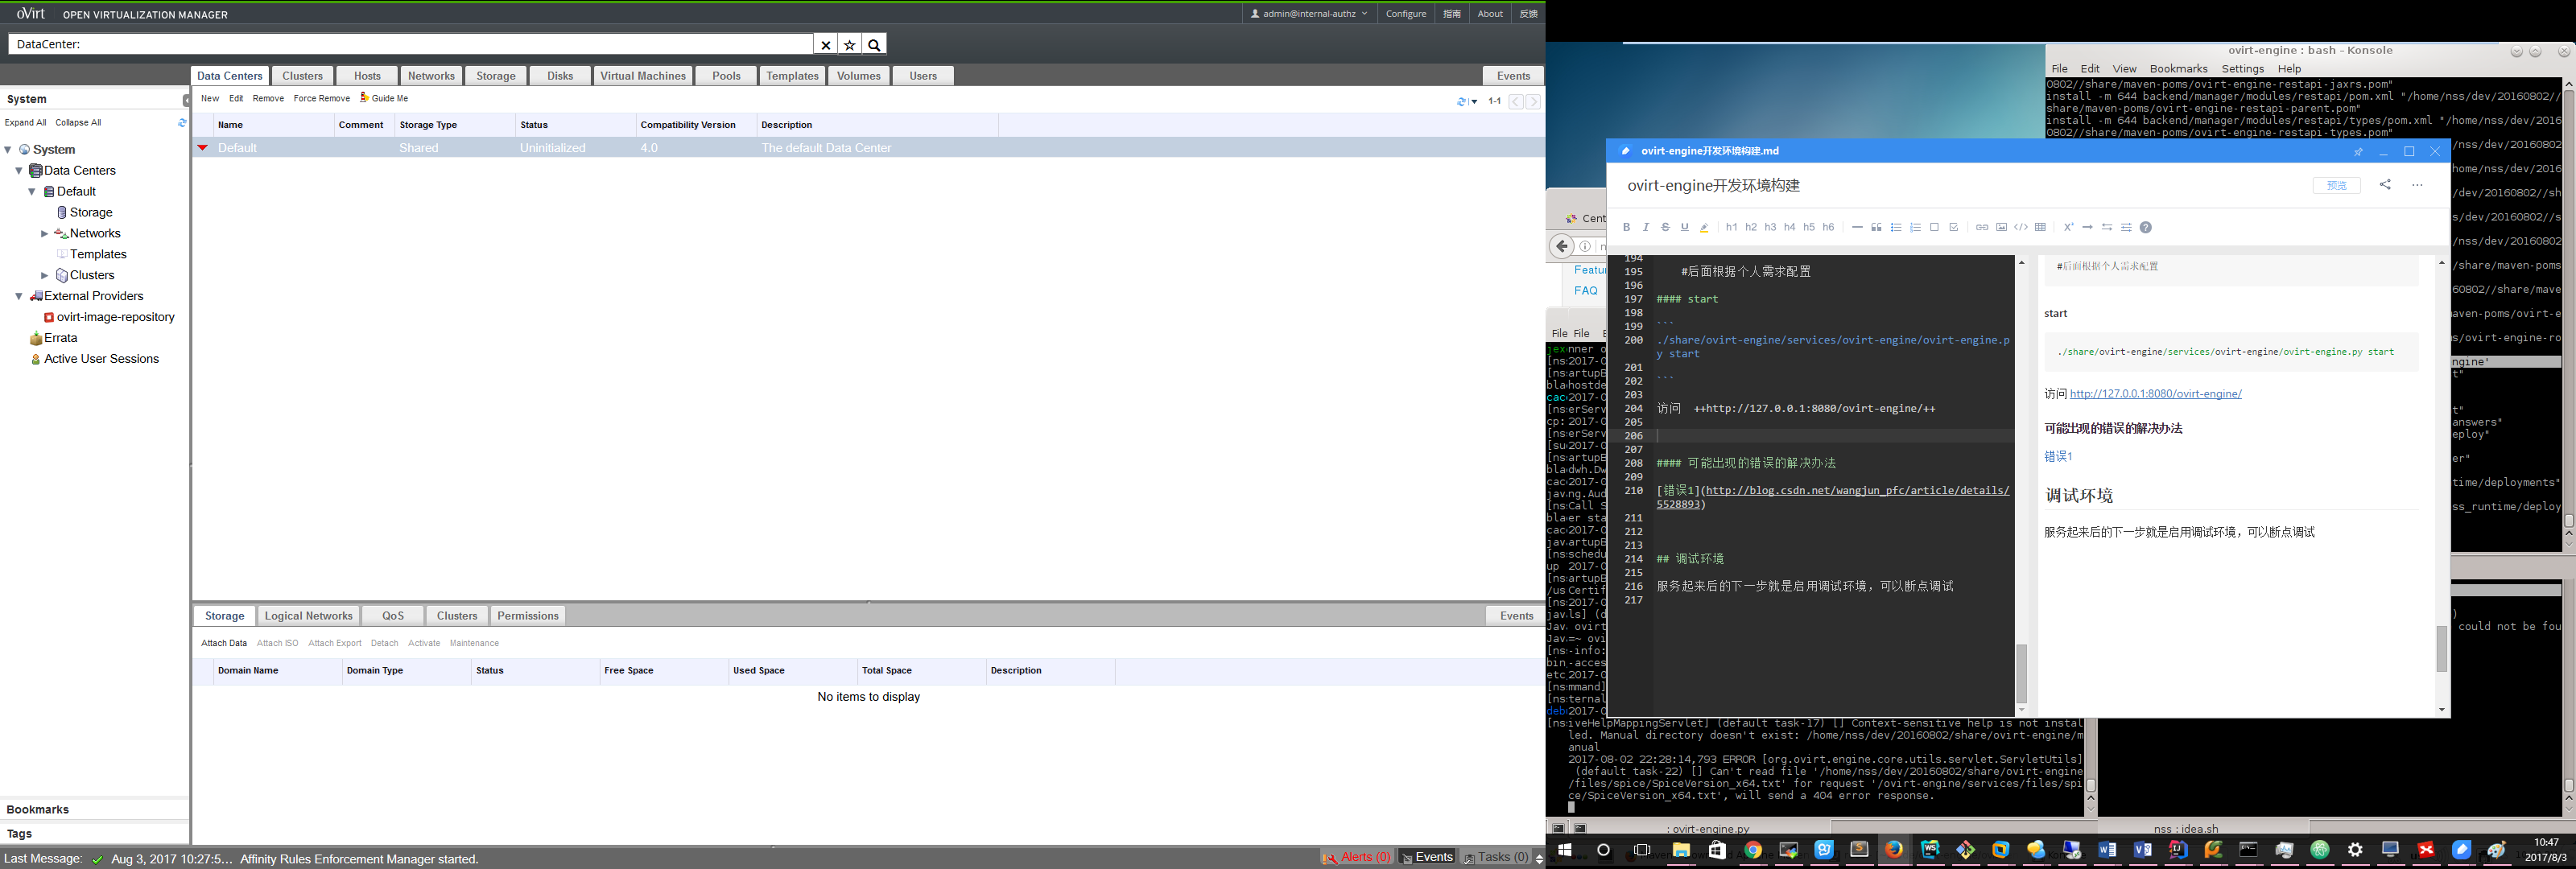 oVirt OPEN VIRTUALIZATION MANAGER
admin@internal-authz Configure 指南 About 反馈
DataCenter:
Data Centers Clusters Hosts Networks Storage Disks Virtual Machines Pools Templates Volumes Users Events
System
New Edit Remove Force Remove Guide Me
1-1
Expand All Collapse All
Name Comment Storage Type Status Compatibility Version Description
Default Shared Uninitialized 4.0 The default Data Center
System
Data Centers
Default
Storage
Networks
Templates
Clusters
External Providers
ovirt-image-repository
Errata
Active User Sessions
Storage Logical Networks QoS Clusters Permissions Events
Attach Data Attach ISO Attach Export Detach Activate Maintenance
Domain Name Domain Type Status Free Space Used Space Total Space Description
No items to display
Bookmarks
Tags
Last Message: Aug 3, 2017 10:27:5... Affinity Rules Enforcement Manager started.
Alerts (0) Events Tasks (0)
ovirt-engine : bash – Konsole
File Edit View Bookmarks Settings Help
0802//share/maven-poms/ovirt-engine-restapi-jaxrs.pom"
install -m 644 backend/manager/modules/restapi/pom.xml "/home/nss/dev/20160802//
share/maven-poms/ovirt-engine-restapi-parent.pom"
install -m 644 backend/manager/modules/restapi/types/pom.xml "/home/nss/dev/2016
0802//share/maven-poms/ovirt-engine-restapi-types.pom"
ovirt-engine开发环境构建.md
ovirt-engine开发环境构建
预览
B I S U h1 h2 h3 h4 h5 h6
194
195 #后面根据个人需求配置
196
197 #### start
198
199 ```
200 ./share/ovirt-engine/services/ovirt-engine/ovirt-engine.p
y start
201
202 ```
203
204 访问 ++http://127.0.0.1:8080/ovirt-engine/++
205
206
207
208 #### 可能出现的错误的解决办法
209
210 [错误1](http://blog.csdn.net/wangjun_pfc/article/details/
5528893)
211
212
213
214 ## 调试环境
215
216 服务起来后的下一步就是启用调试环境，可以断点调试
217
#后面根据个人需求配置
start
./share/ovirt-engine/services/ovirt-engine/ovirt-engine.py start
访问 http://127.0.0.1:8080/ovirt-engine/
可能出现的错误的解决办法
错误1
调试环境
服务起来后的下一步就是启用调试环境，可以断点调试
Cent
Featu
FAQ
File File
iveHelpMappingServlet] (default task-17) [] Context-sensitive help is not instal
led. Manual directory doesn't exist: /home/nss/dev/20160802/share/ovirt-engine/m
anual
2017-08-02 22:28:14,793 ERROR [org.ovirt.engine.core.utils.servlet.ServletUtils]
(default task-22) [] Can't read file '/home/nss/dev/20160802/share/ovirt-engine
/files/spice/SpiceVersion_x64.txt' for request '/ovirt-engine/services/files/spi
ce/SpiceVersion_x64.txt', will send a 404 error response.
could not be fou
: ovirt-engine.py
nss : idea.sh
10:47
2017/8/3